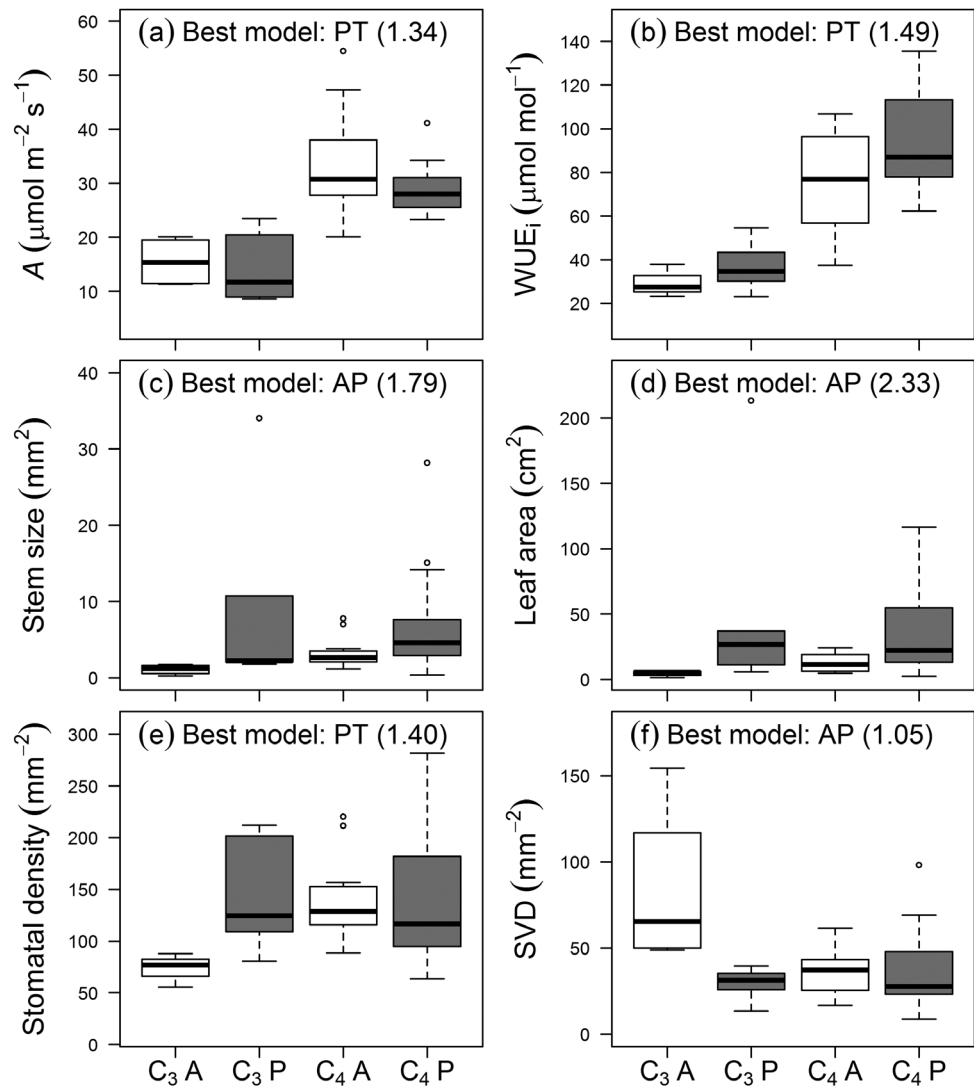 (a) Best model: PT (1.34)
A (μmol m−2 s−1)
60
50
40
30
20
10
(b) Best model: PT (1.49)
WUEi (μmol mol−1)
140
120
100
80
60
40
20
(c) Best model: AP (1.79)
Stem size (mm2)
40
30
20
10
0
(d) Best model: AP (2.33)
Leaf area (cm2)
200
150
100
50
0
(e) Best model: PT (1.40)
Stomatal density (mm−2)
300
250
200
150
100
50
0
C3 A C3 P C4 A C4 P
(f) Best model: AP (1.05)
SVD (mm−2)
150
100
50
0
C3 A C3 P C4 A C4 P